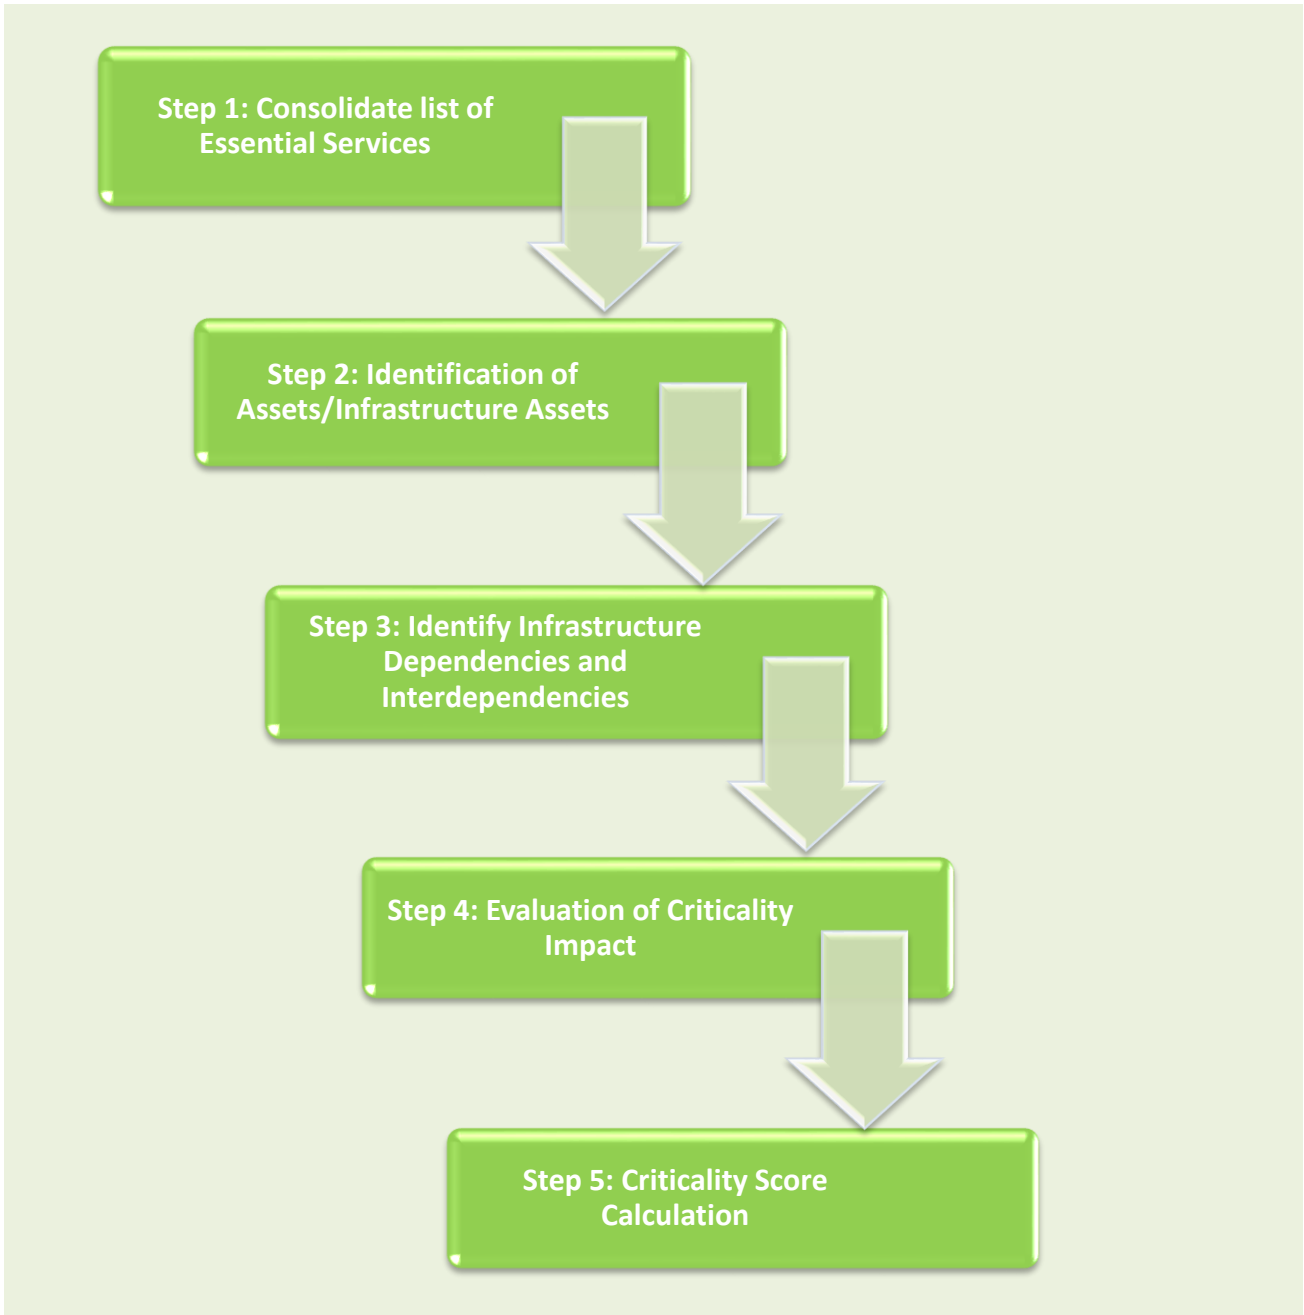 Step 1: Consolidate list of
Essential Services
Step 2: Identification of
Assets/Infrastructure Assets
Step 3: Identify Infrastructure
Dependencies and
Interdependencies
Step 4: Evaluation of Criticality
Impact
Step 5: Criticality Score
Calculation